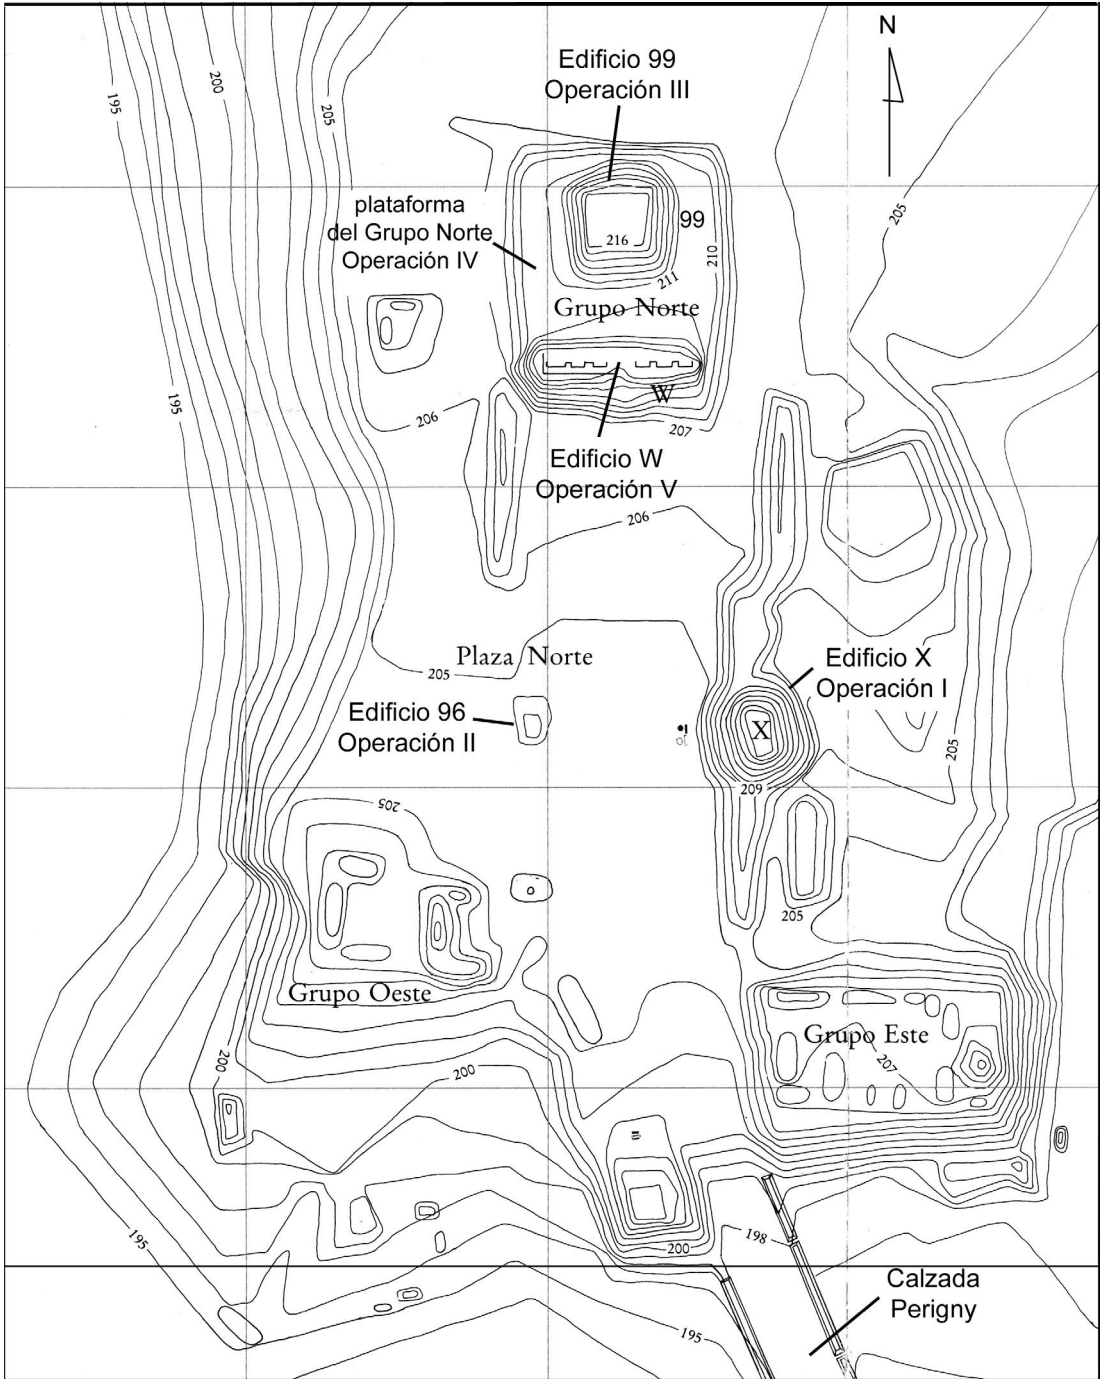 N
Edificio 99
Operación III
195
200
205
205
plataforma
del Grupo Norte
Operación IV
99
216
211
210
Grupo Norte
195
206
W
207
Edificio W
Operación V
206
Plaza Norte
205
Edificio X
Operación I
Edificio 96
Operación II
X
205
209
205
205
Grupo Oeste
Grupo Este
207
200
200
195
198
200
Calzada
Perigny
195